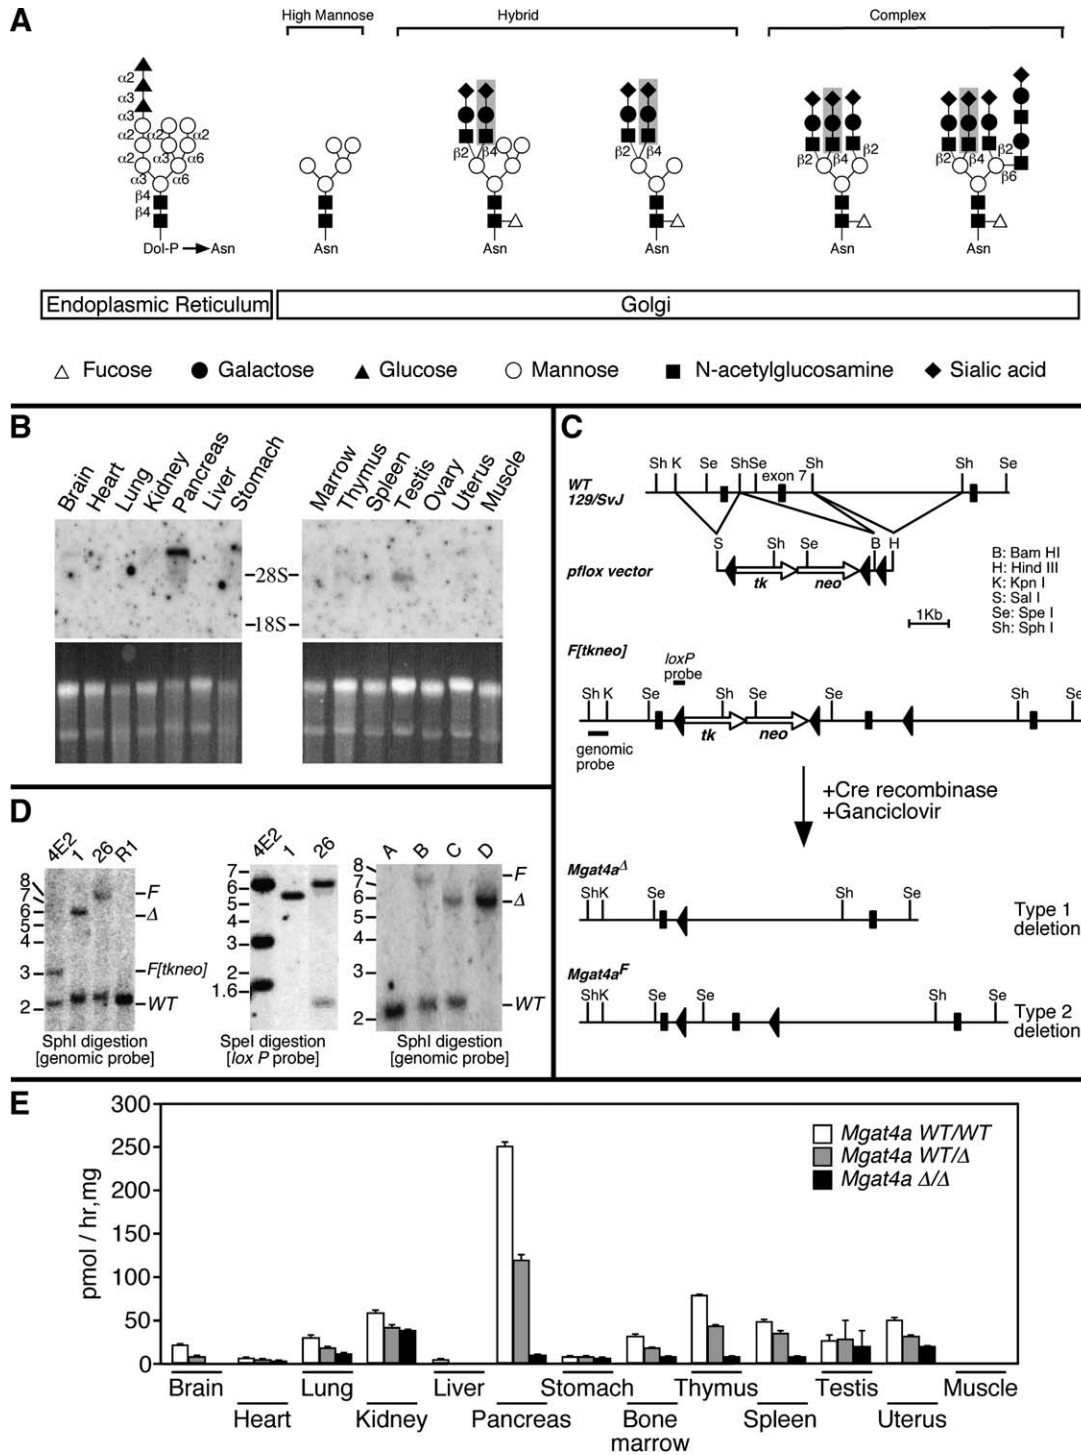 A
High Mannose
Hybrid
Complex
α2
α3
α3
α2 α2 α2
α2 α3 α6
α3 α6
β4
β4
Dol-P Asn
Asn
β2 β4
Asn
β2 β4
Asn
β2 β4 β2
Asn
β2 β4 β2
β6
Asn
Endoplasmic Reticulum
Golgi
Fucose
Galactose
Glucose
Mannose
N-acetylglucosamine
Sialic acid
B
Brain
Heart
Lung
Kidney
Pancreas
Liver
Stomach
Marrow
Thymus
Spleen
Testis
Ovary
Uterus
Muscle
–28S–
–18S–
C
Sh K Se ShSe Sh Sh Se
exon 7
WT
129/SvJ
S Sh Se B H
pflox vector
tk neo
B: Bam HI
H: Hind III
K: Kpn I
S: Sal I
Se: Spe I
Sh: Sph I
1Kb
F[tkneo]
loxP
probe
Sh K Se Sh Se Se Sh Se
tk neo
genomic
probe
+Cre recombinase
+Ganciclovir
Mgat4aΔ
ShK Se Sh Se
Type 1
deletion
Mgat4aF
ShK Se Se Sh Se
Type 2
deletion
D
4E2 1 26 R1
8
7
6
5
4
3
2
F
Δ
F[tkneo]
WT
SphI digestion
[genomic probe]
4E2 1 26
7
6
5
4
3
2
1.6
SpeI digestion
[lox P probe]
A B C D
8
7
6
5
4
3
2
F
Δ
WT
SphI digestion
[genomic probe]
E
300
250
200
150
100
50
0
pmol / hr,mg
Mgat4a WT/WT
Mgat4a WT/Δ
Mgat4a Δ/Δ
Brain
Heart
Lung
Kidney
Liver
Pancreas
Stomach
Bone
marrow
Thymus
Spleen
Testis
Uterus
Muscle